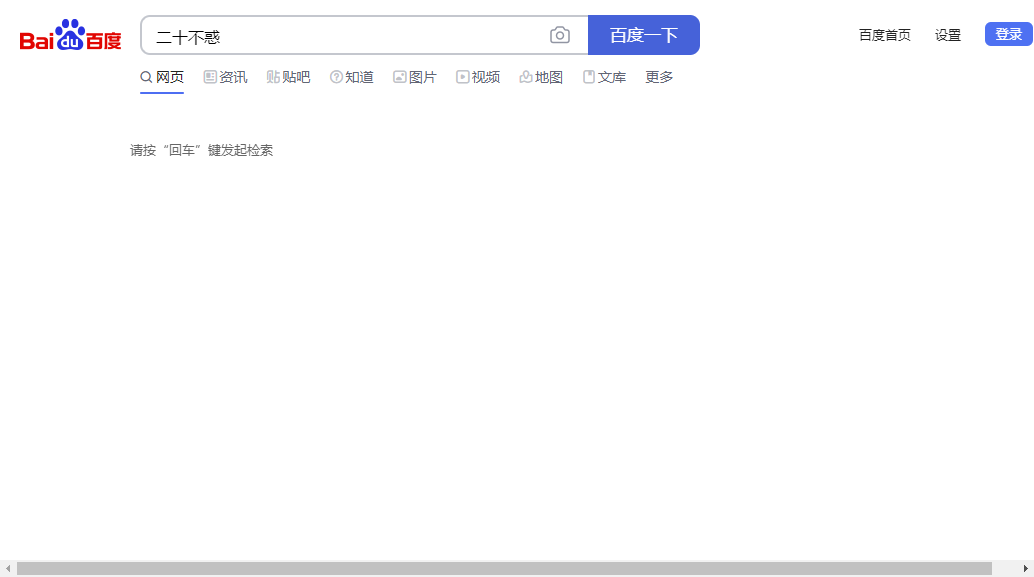 Bai du 百度 二十不惑 百度一下 百度首页 设置 登录
网页 资讯 贴吧 知道 图片 视频 地图 文库 更多
请按“回车”键发起检索